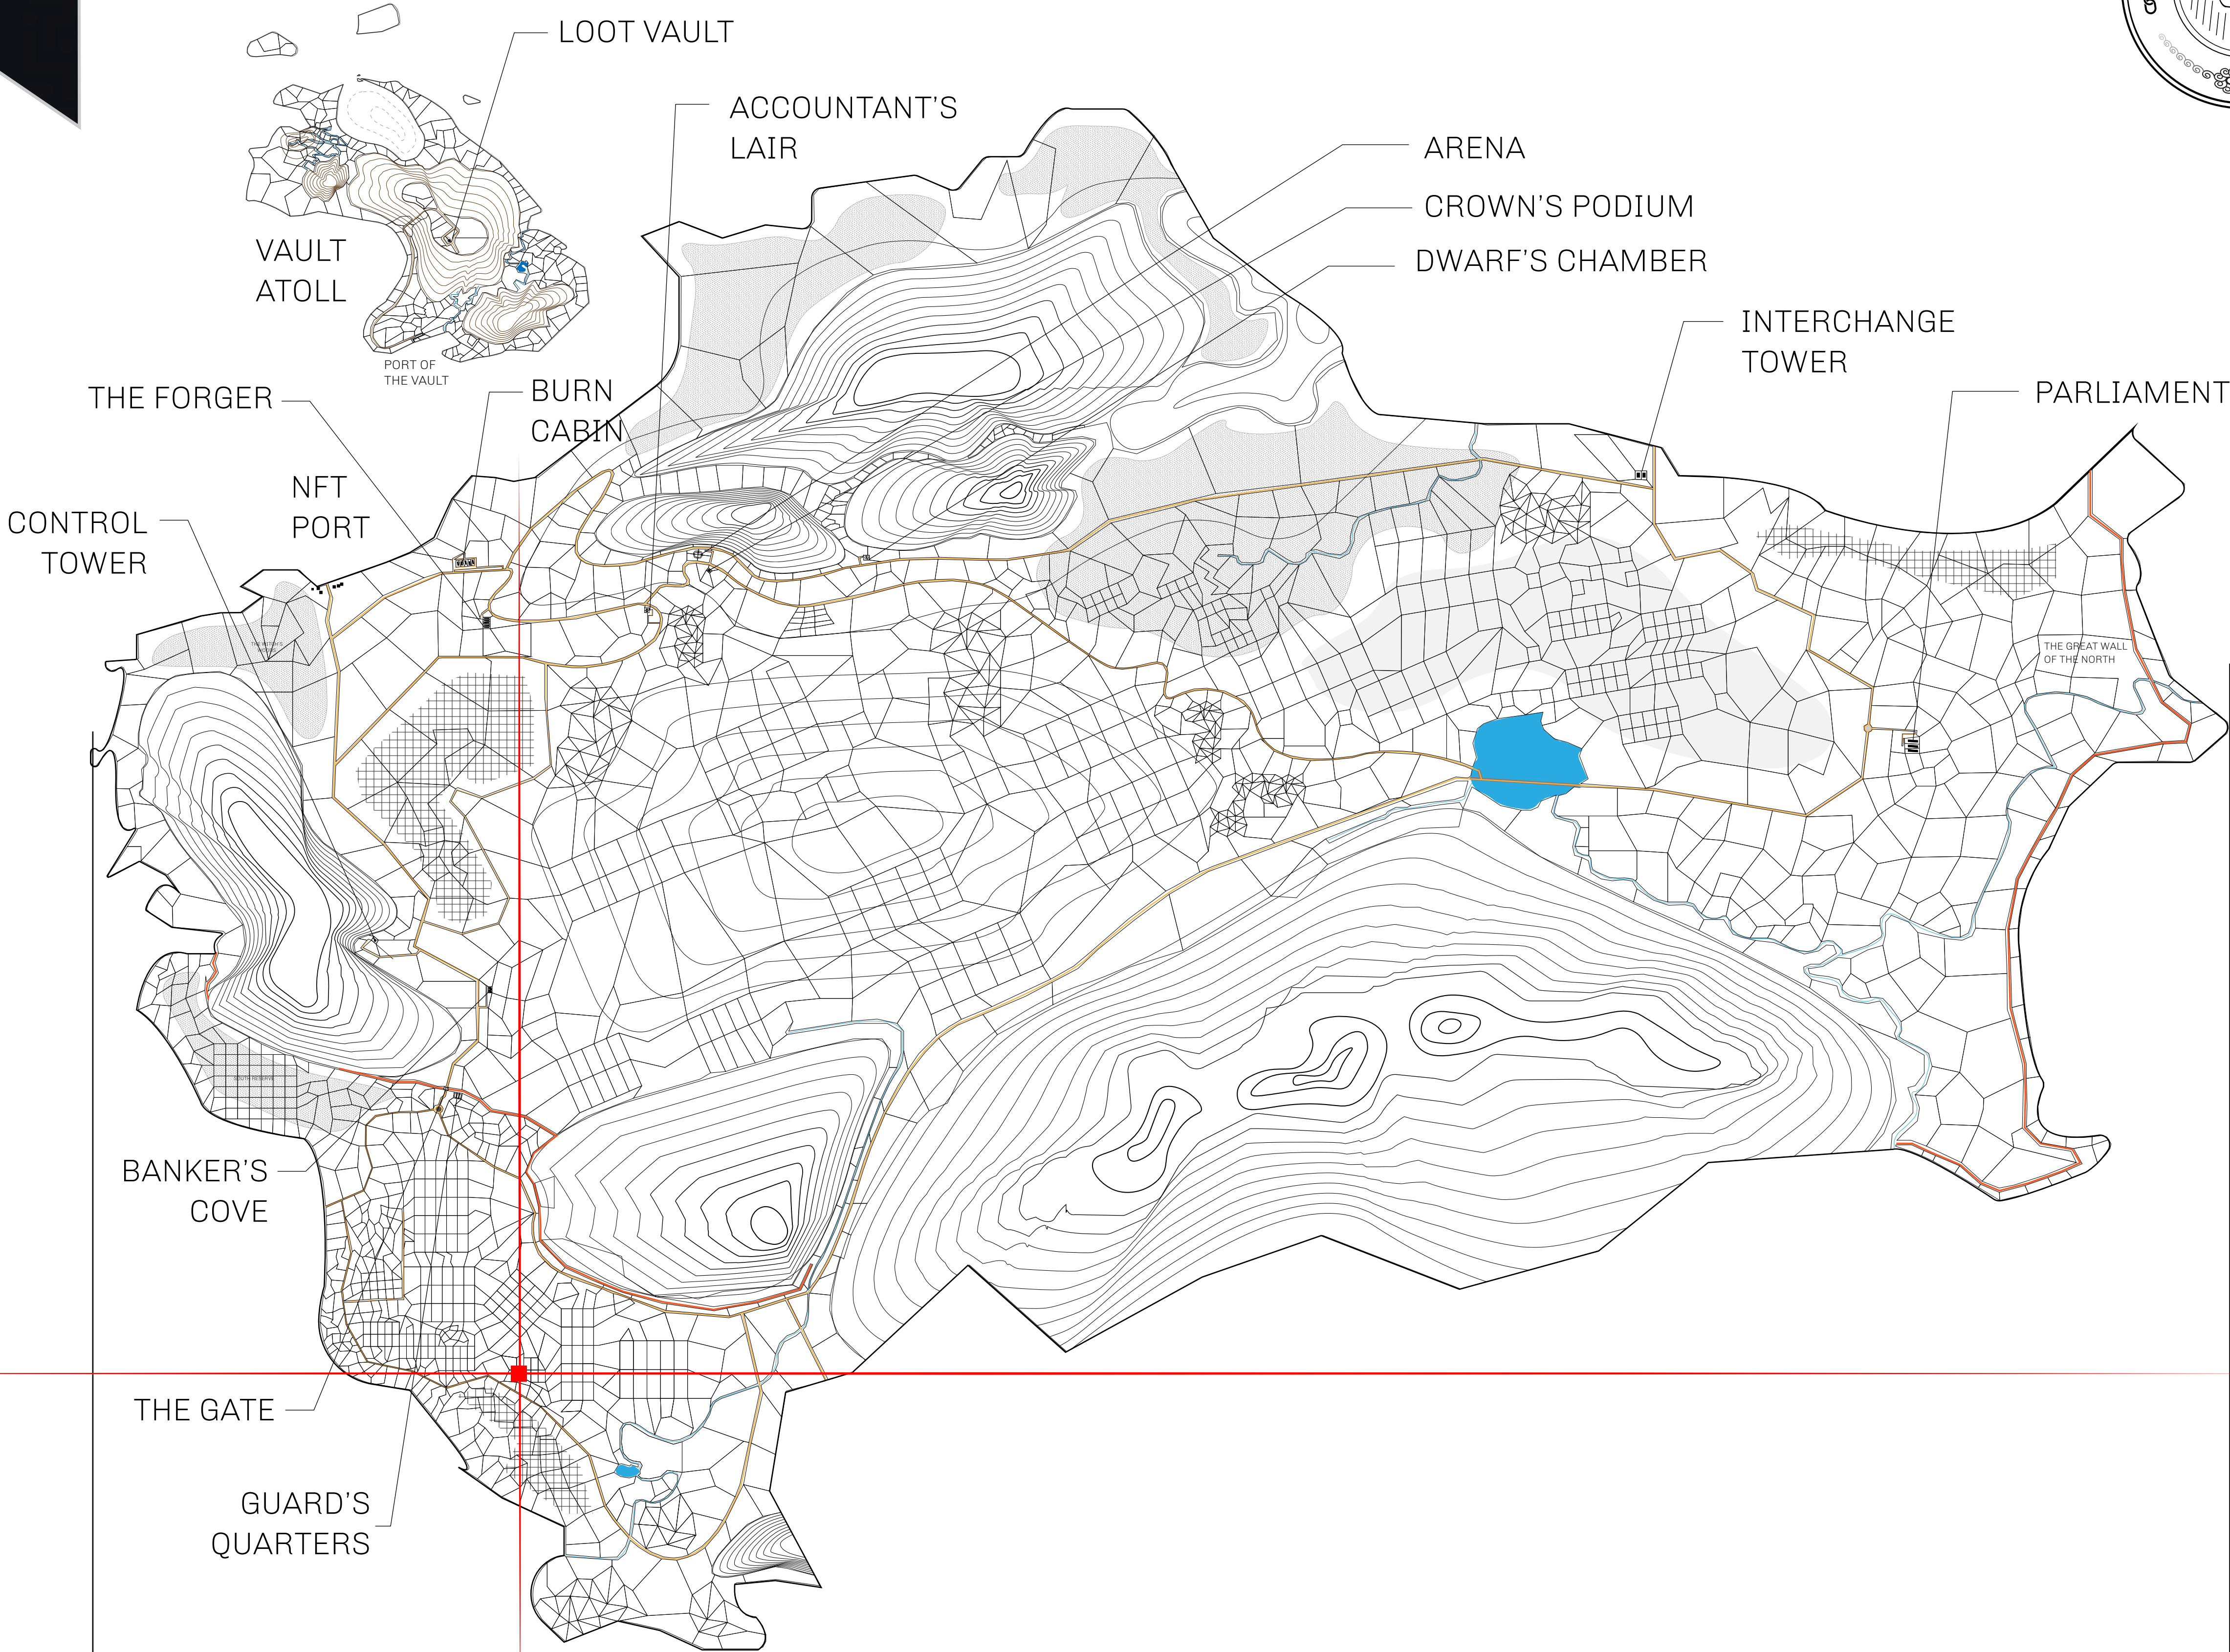 LOOT VAULT
ACCOUNTANT’S
LAIR
ARENA
CROWN’S PODIUM
DWARF’S CHAMBER
VAULT
ATOLL
INTERCHANGE
TOWER
PORT OF
THE VAULT
THE FORGER
BURN
CABIN
PARLIAMENT
NFT
PORT
CONTROL
TOWER
THE GREAT WALL
OF THE NORTH
SOUTH RESERVE
BANKER’S
COVE
THE GATE
GUARD’S
QUARTERS